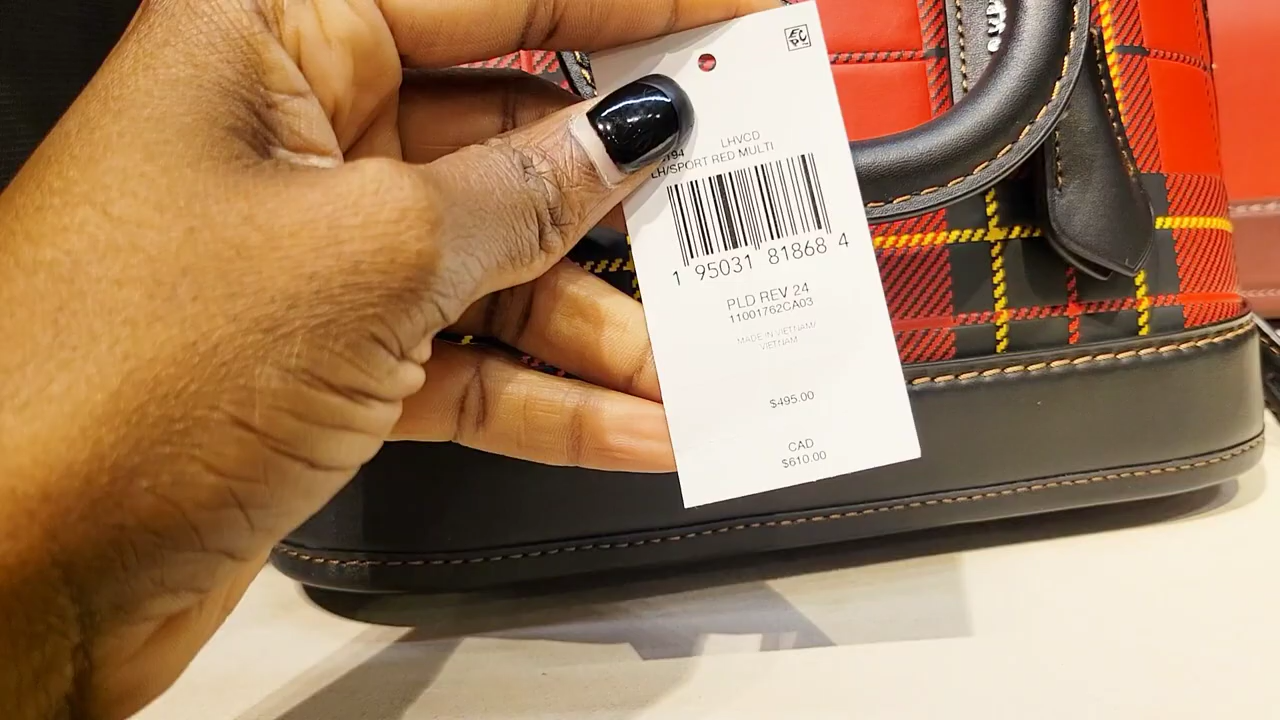 LHVCD
LH/SPORT RED MULTI
1 95031 81868 4
PLD REV 24
11001762CA03
MADE IN VIETNAM/
VIETNAM
$495.00
CAD
$610.00